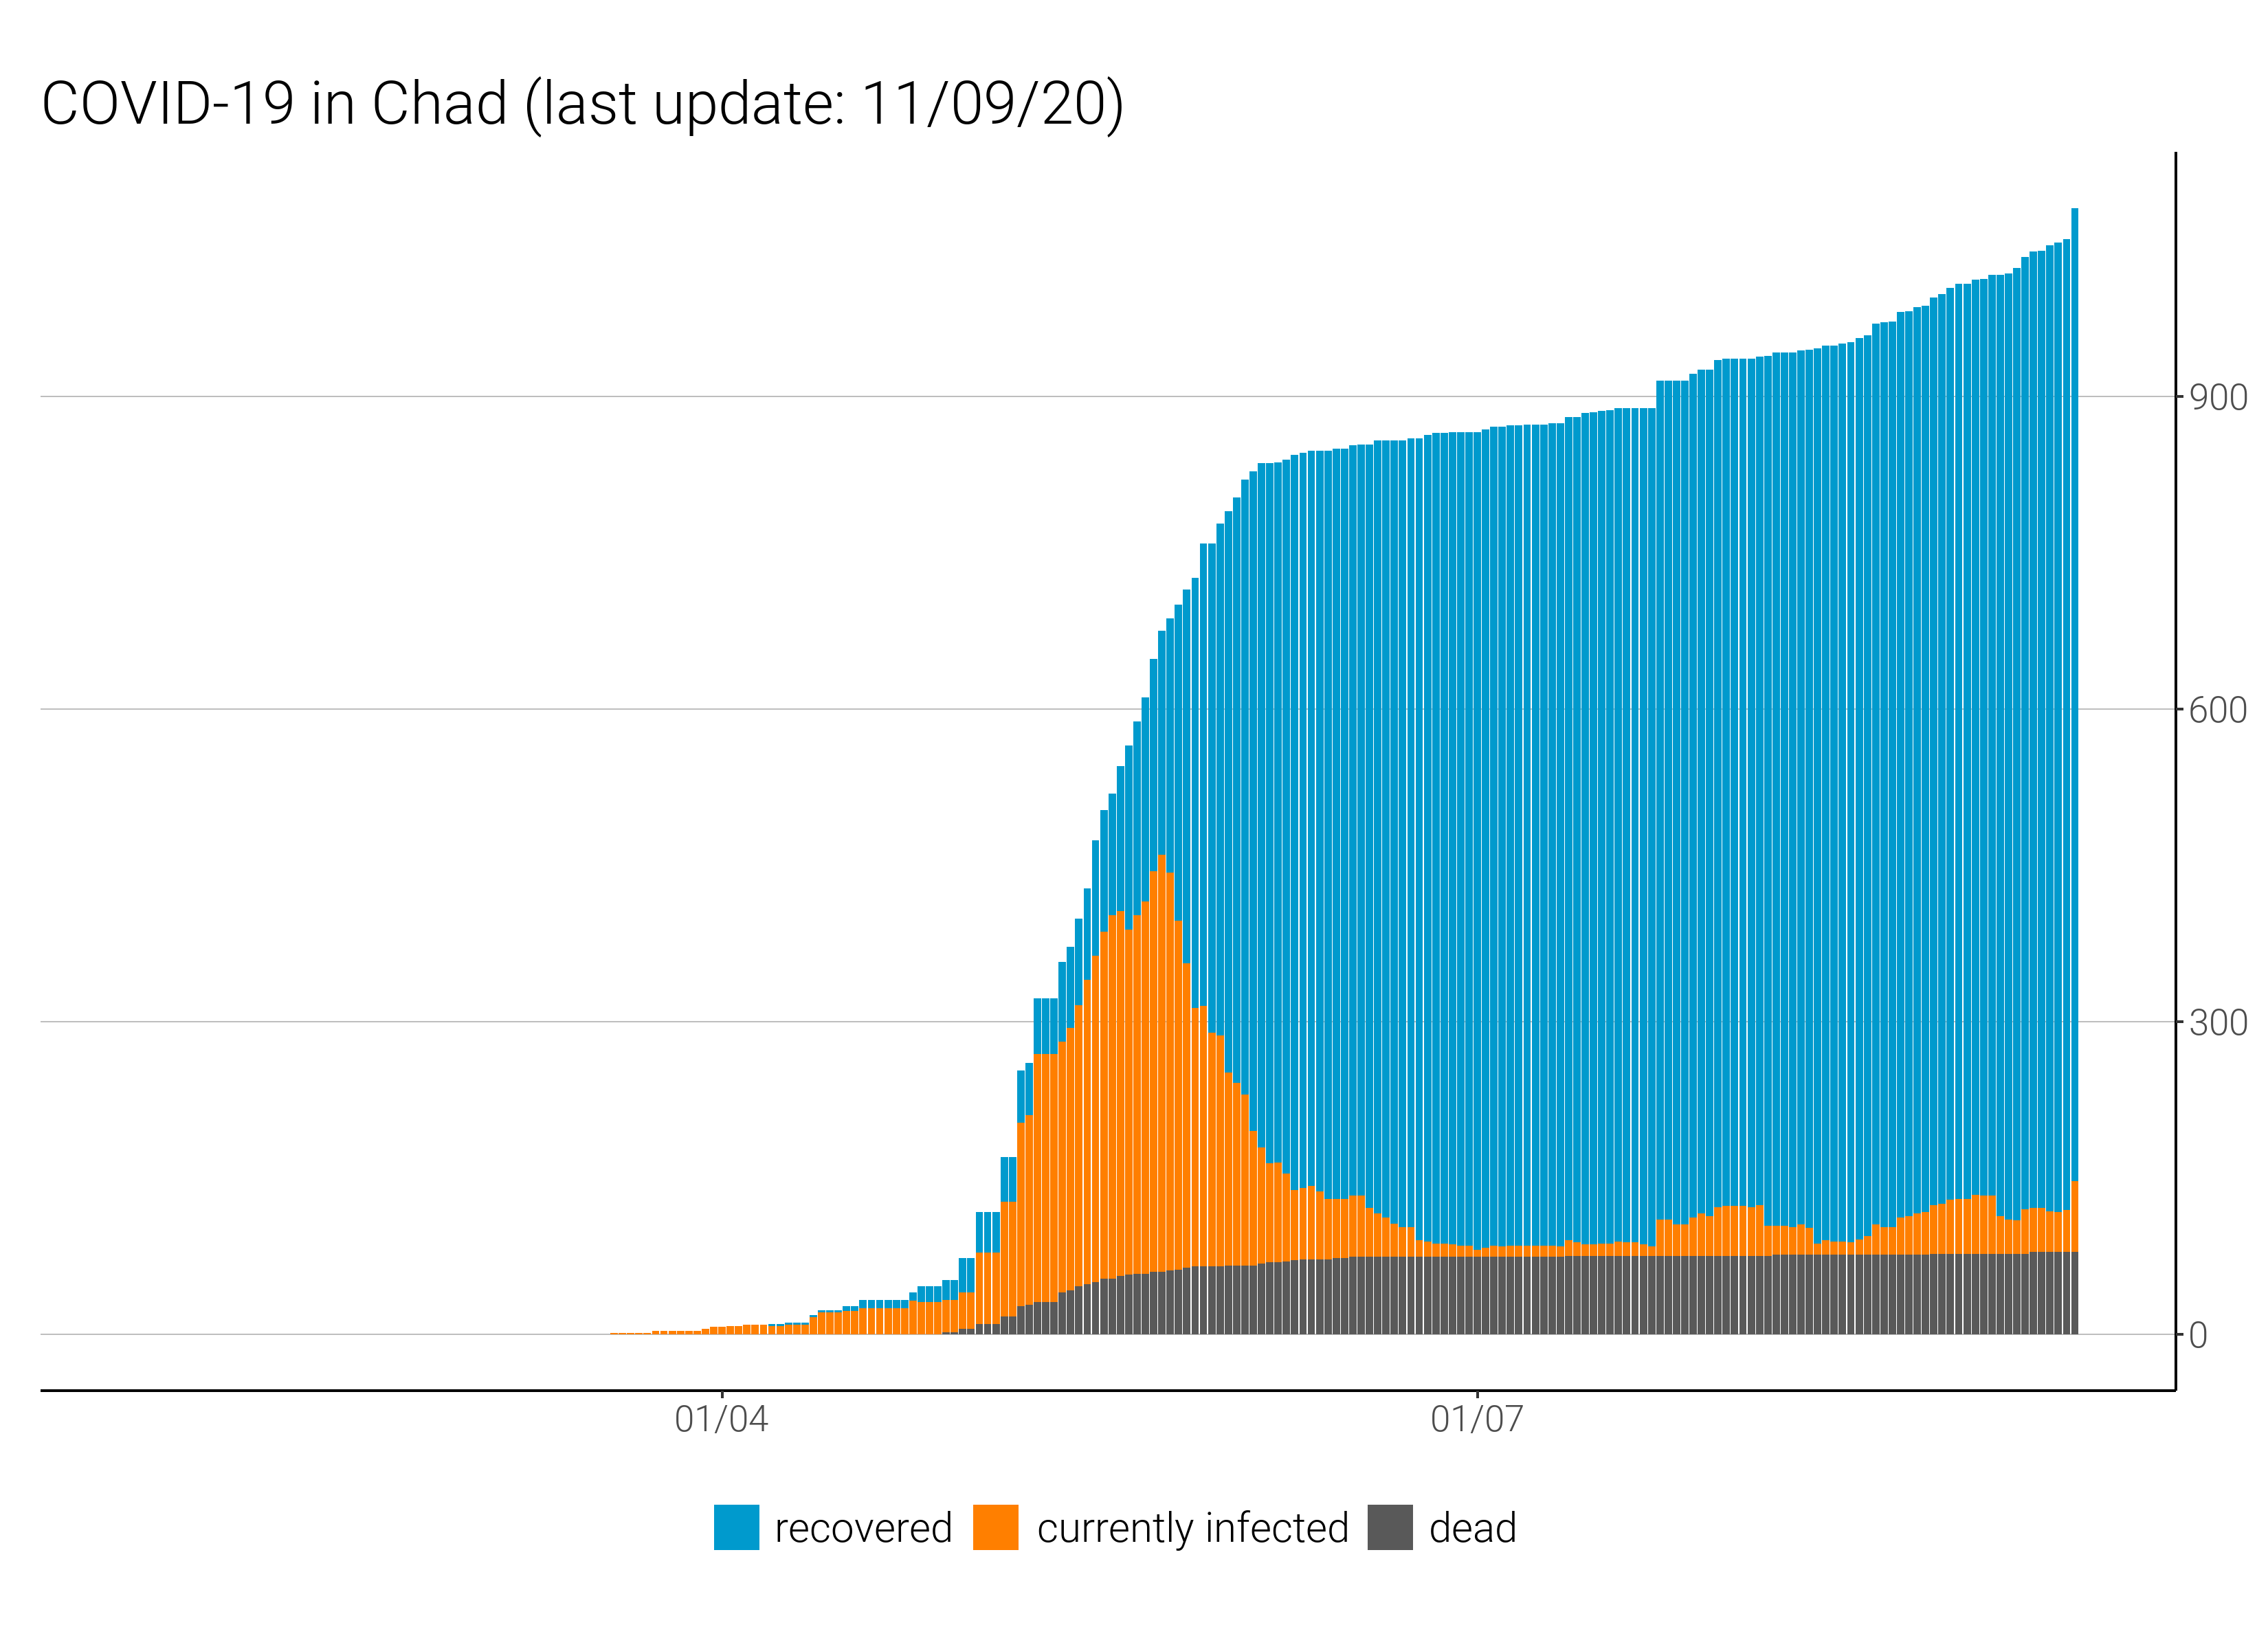 COVID-19 in Chad (last update: 11/09/20)
900
600
300
0
01/04 01/07
recovered currently infected dead